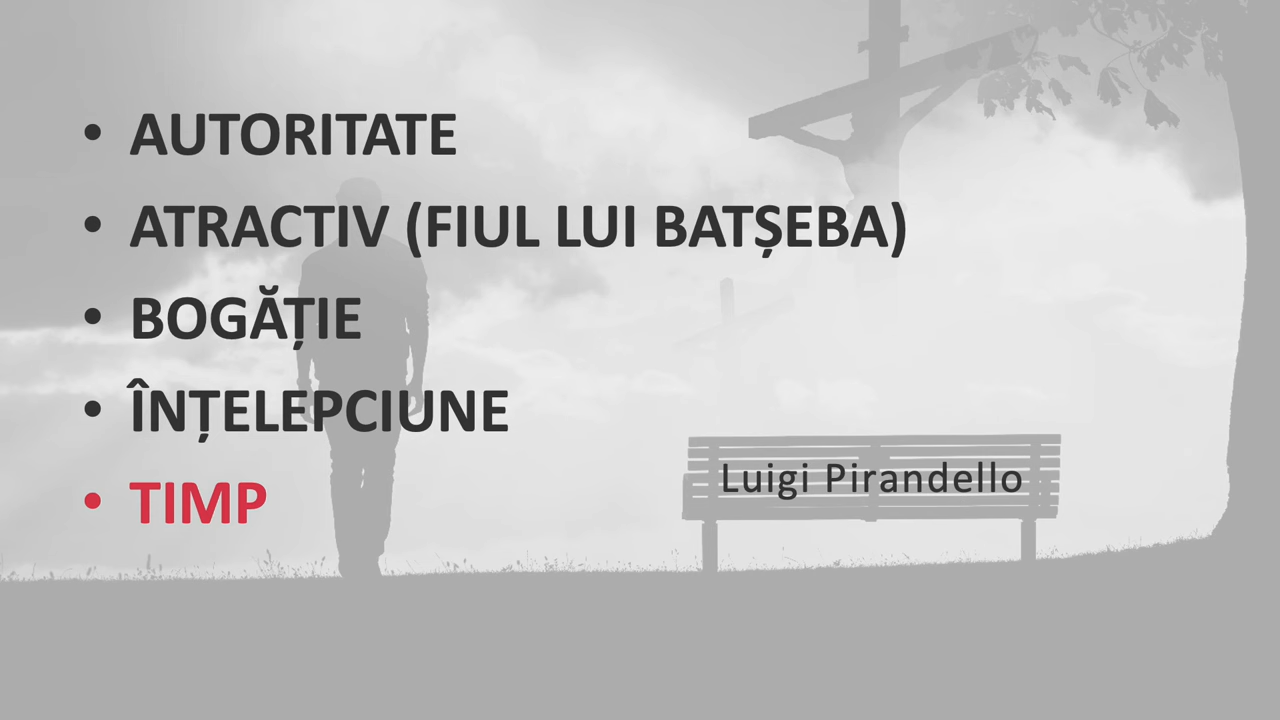 • AUTORITATE
• ATRACTIV (FIUL LUI BATȘEBA)
• BOGĂȚIE
• ÎNȚELEPCIUNE
• TIMP
Luigi Pirandello